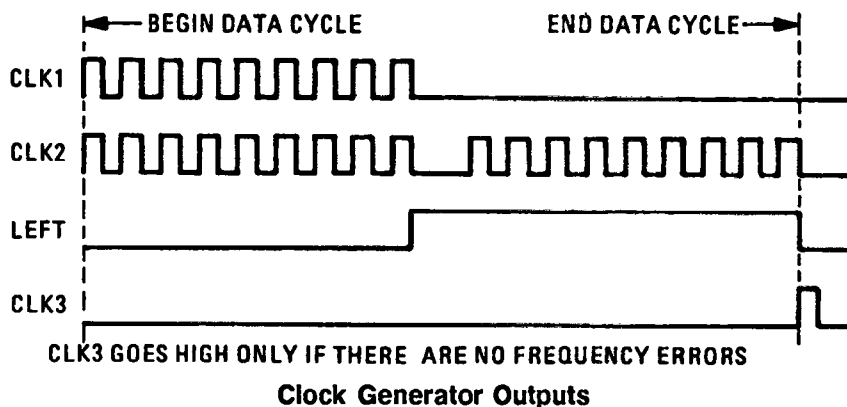 BEGIN DATA CYCLE
END DATA CYCLE
CLK1
CLK2
LEFT
CLK3
CLK3 GOES HIGH ONLY IF THERE ARE NO FREQUENCY ERRORS
Clock Generator Outputs